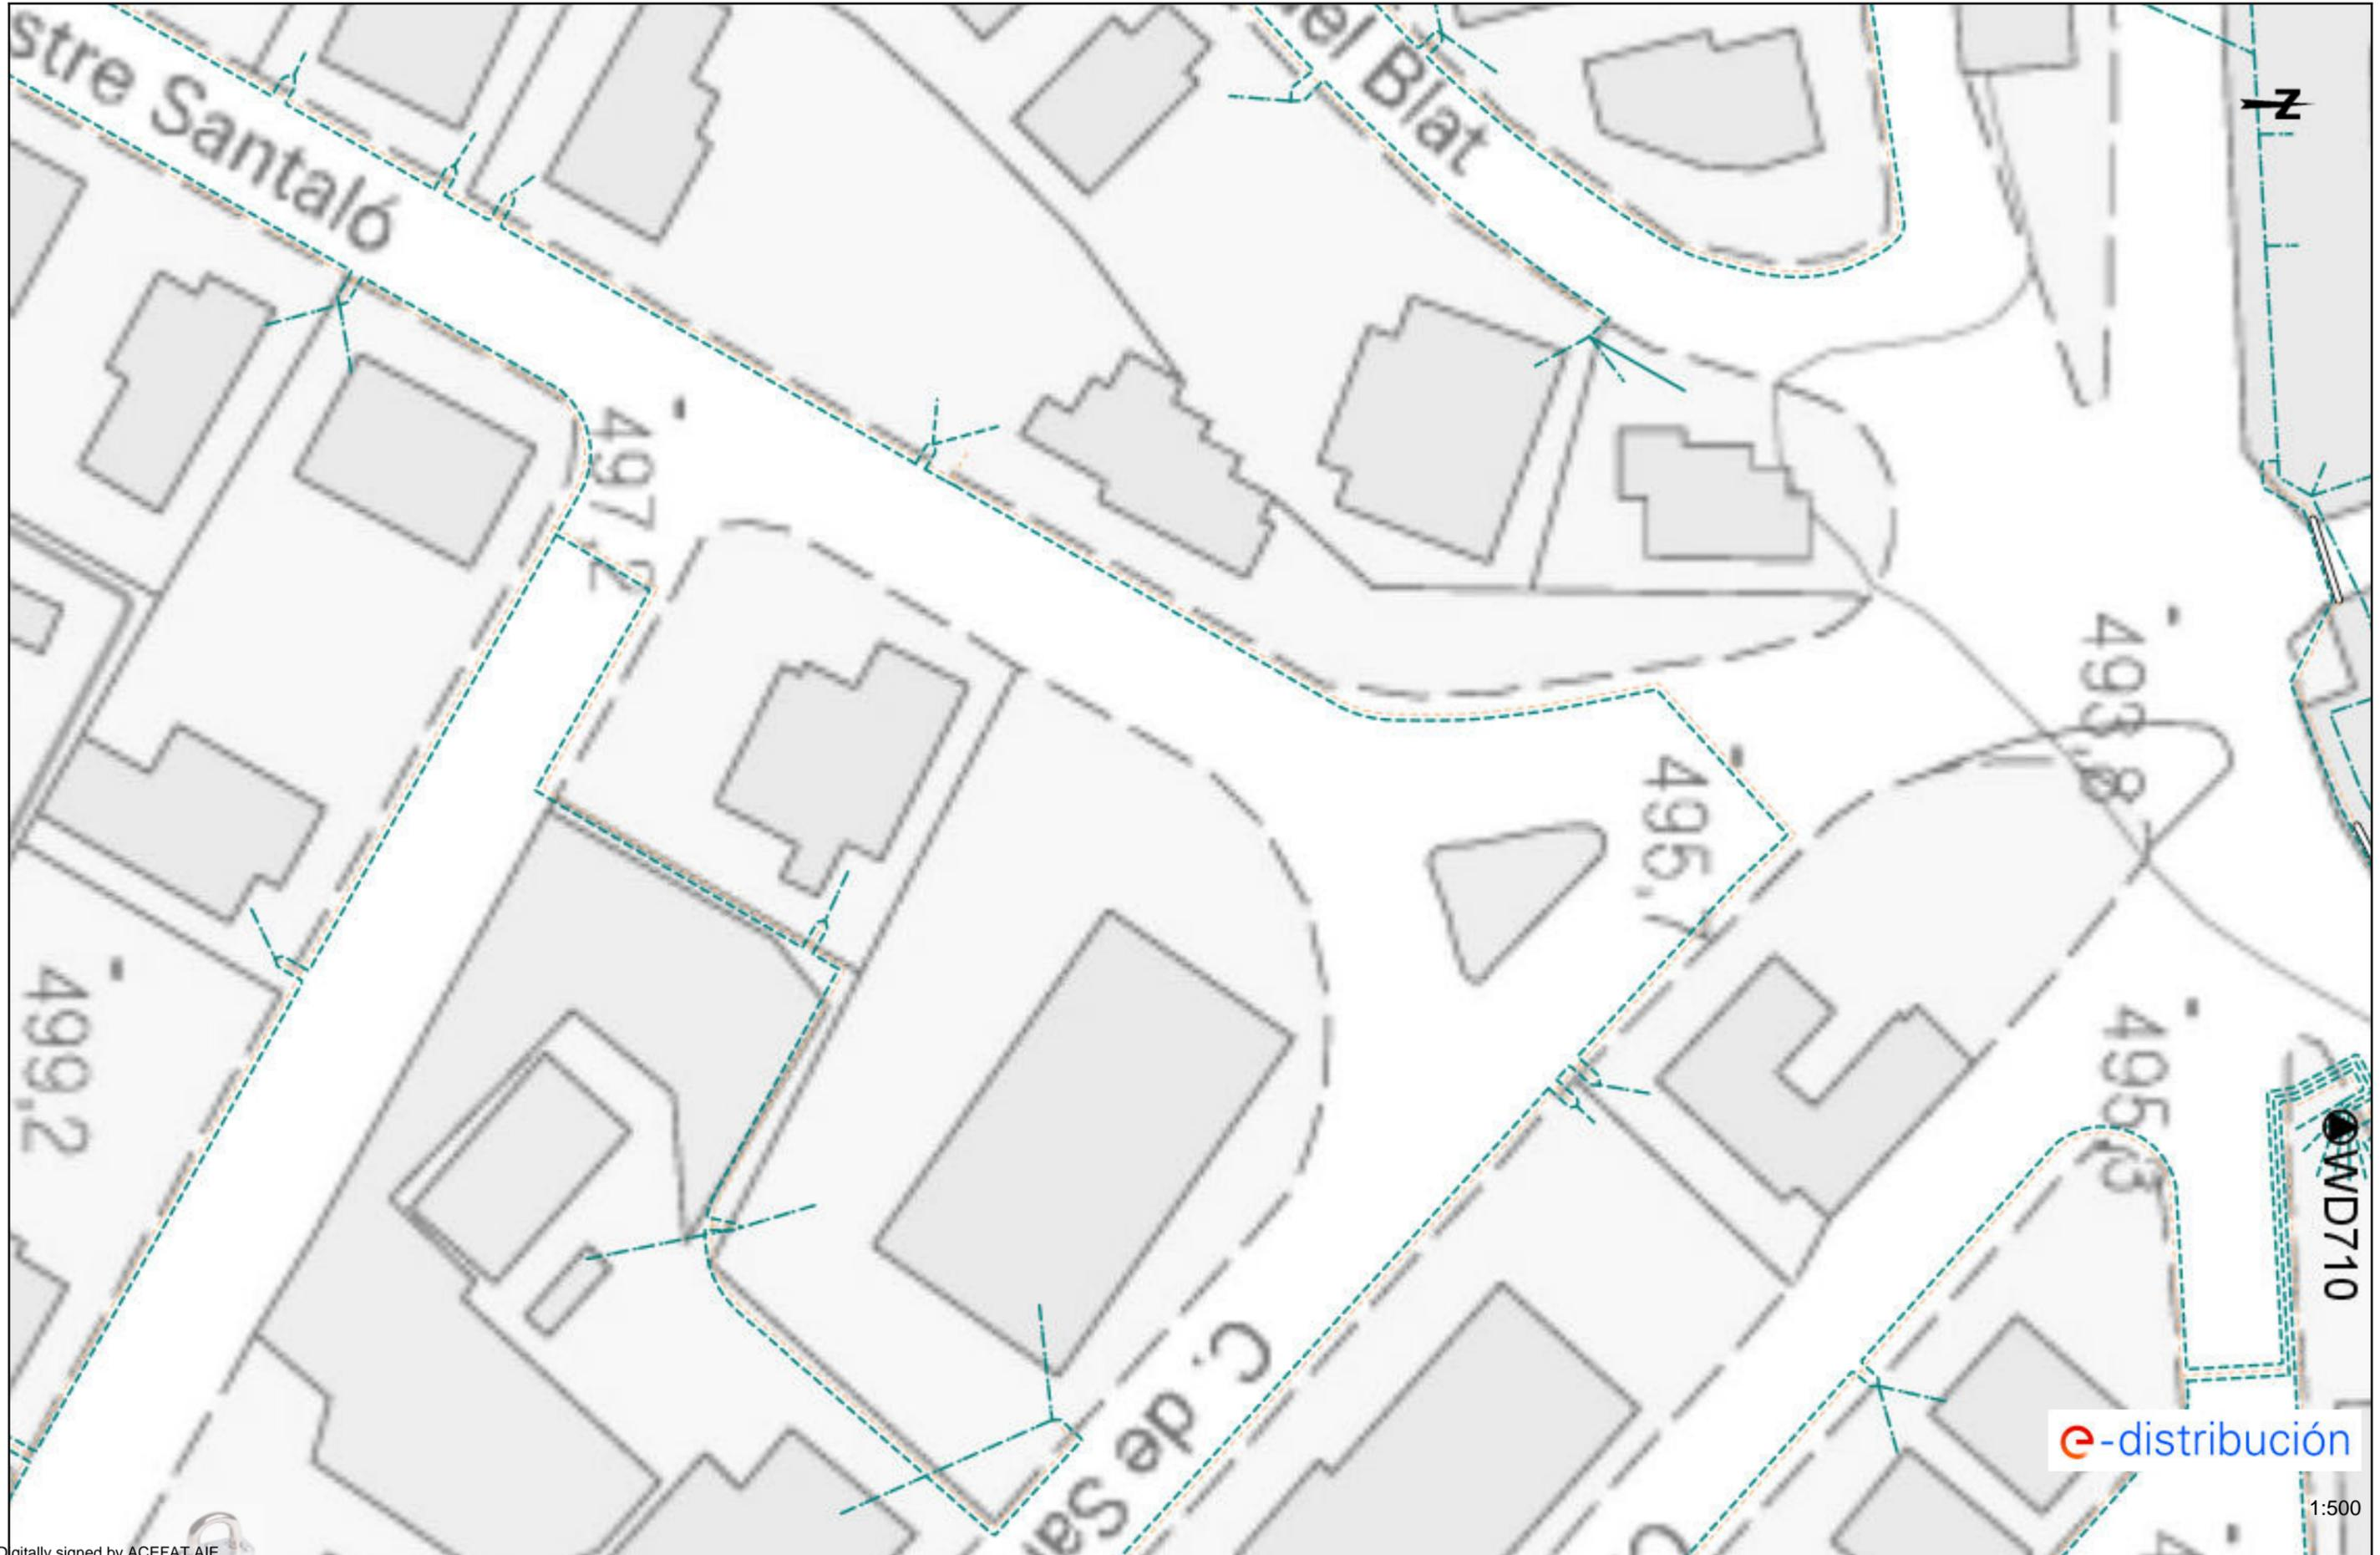 stre Santaló
el Blat
N
497,2
493,8
495,7
495,3
499,2
WD710
C. de Sa
e-distribución
1:500
Digitally signed by ACEFAT AIE